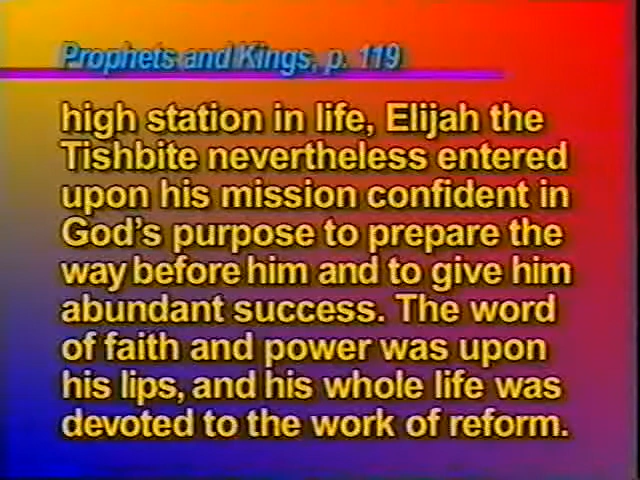 Prophets and Kings, p. 119
high station in life, Elijah the
Tishbite nevertheless entered
upon his mission confident in
God's purpose to prepare the
way before him and to give him
abundant success. The word
of faith and power was upon
his lips, and his whole life was
devoted to the work of reform.